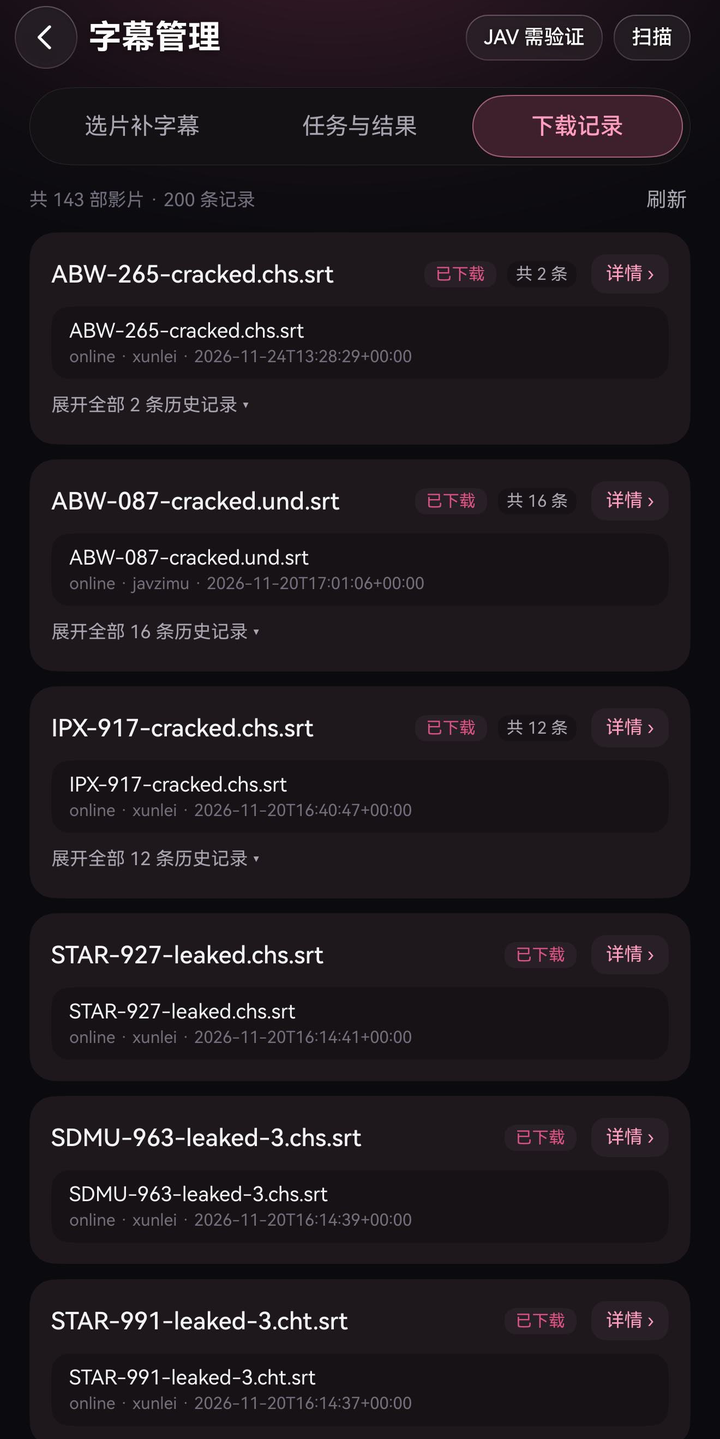 字幕管理
JAV 需验证
扫描
选片补字幕
任务与结果
下载记录
共 143 部影片 · 200 条记录
刷新
ABW-265-cracked.chs.srt
已下载
共 2 条
详情 ›
ABW-265-cracked.chs.srt
online · xunlei · 2026-11-24T13:28:29+00:00
展开全部 2 条历史记录 ▾
ABW-087-cracked.und.srt
已下载
共 16 条
详情 ›
ABW-087-cracked.und.srt
online · javzimu · 2026-11-20T17:01:06+00:00
展开全部 16 条历史记录 ▾
IPX-917-cracked.chs.srt
已下载
共 12 条
详情 ›
IPX-917-cracked.chs.srt
online · xunlei · 2026-11-20T16:40:47+00:00
展开全部 12 条历史记录 ▾
STAR-927-leaked.chs.srt
已下载
详情 ›
STAR-927-leaked.chs.srt
online · xunlei · 2026-11-20T16:14:41+00:00
SDMU-963-leaked-3.chs.srt
已下载
详情 ›
SDMU-963-leaked-3.chs.srt
online · xunlei · 2026-11-20T16:14:39+00:00
STAR-991-leaked-3.cht.srt
已下载
详情 ›
STAR-991-leaked-3.cht.srt
online · xunlei · 2026-11-20T16:14:37+00:00